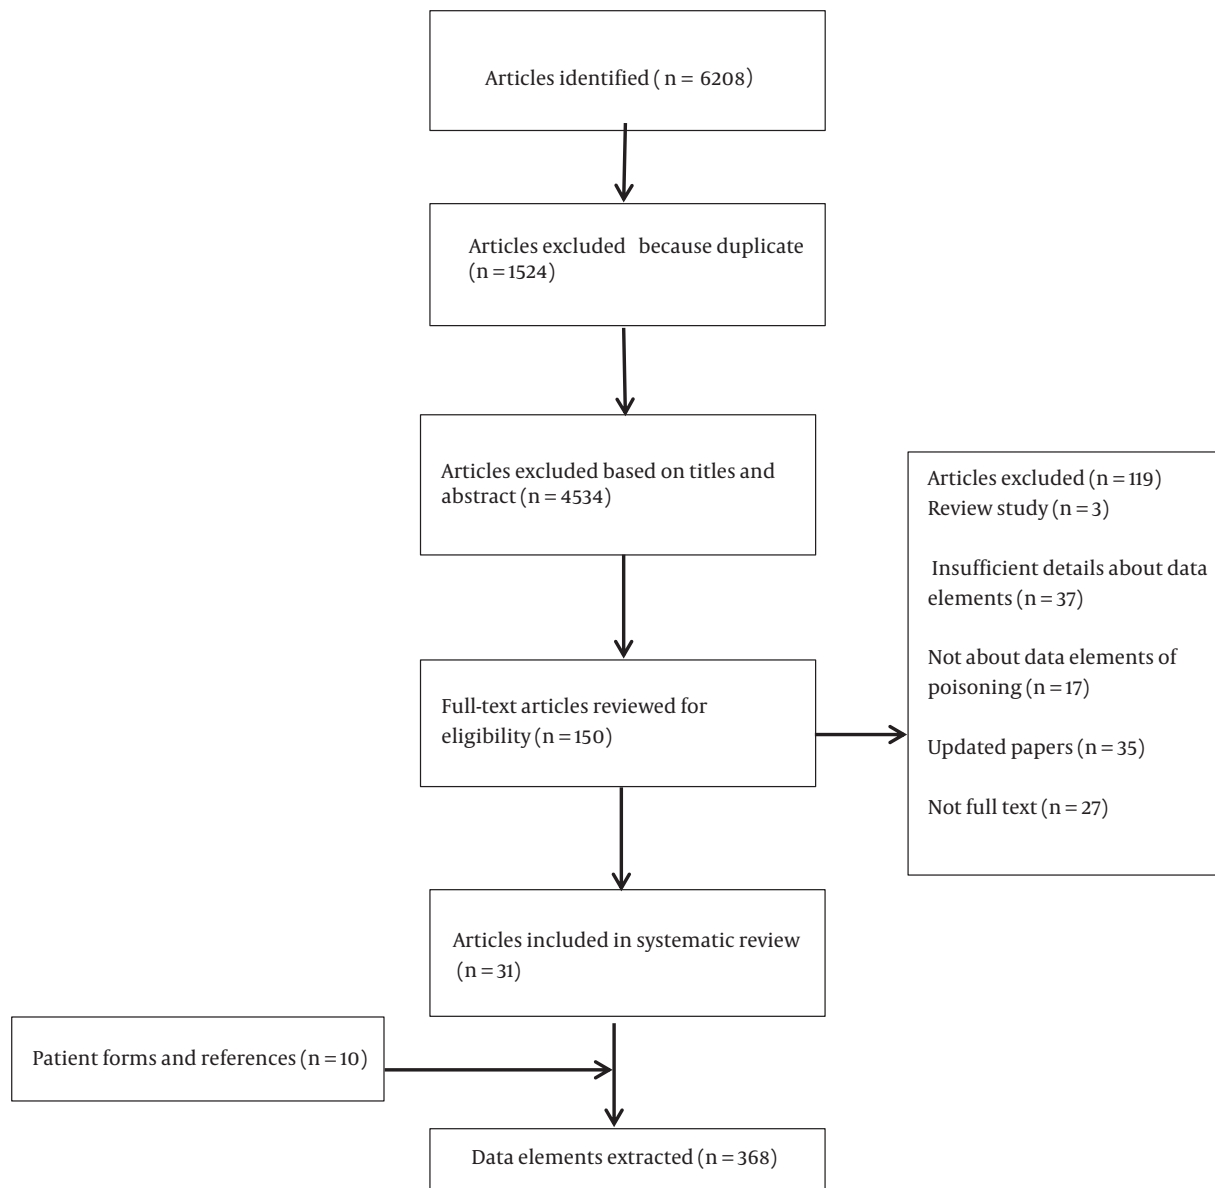 Articles identified ( n = 6208)
Articles excluded because duplicate
(n = 1524)
Articles excluded based on titles and
abstract (n = 4534)
Full-text articles reviewed for
eligibility (n = 150)
Articles excluded (n = 119)
Review study (n = 3)
Insufficient details about data
elements (n = 37)
Not about data elements of
poisoning (n = 17)
Updated papers (n = 35)
Not full text (n = 27)
Articles included in systematic review
(n = 31)
Patient forms and references (n = 10)
Data elements extracted (n = 368)